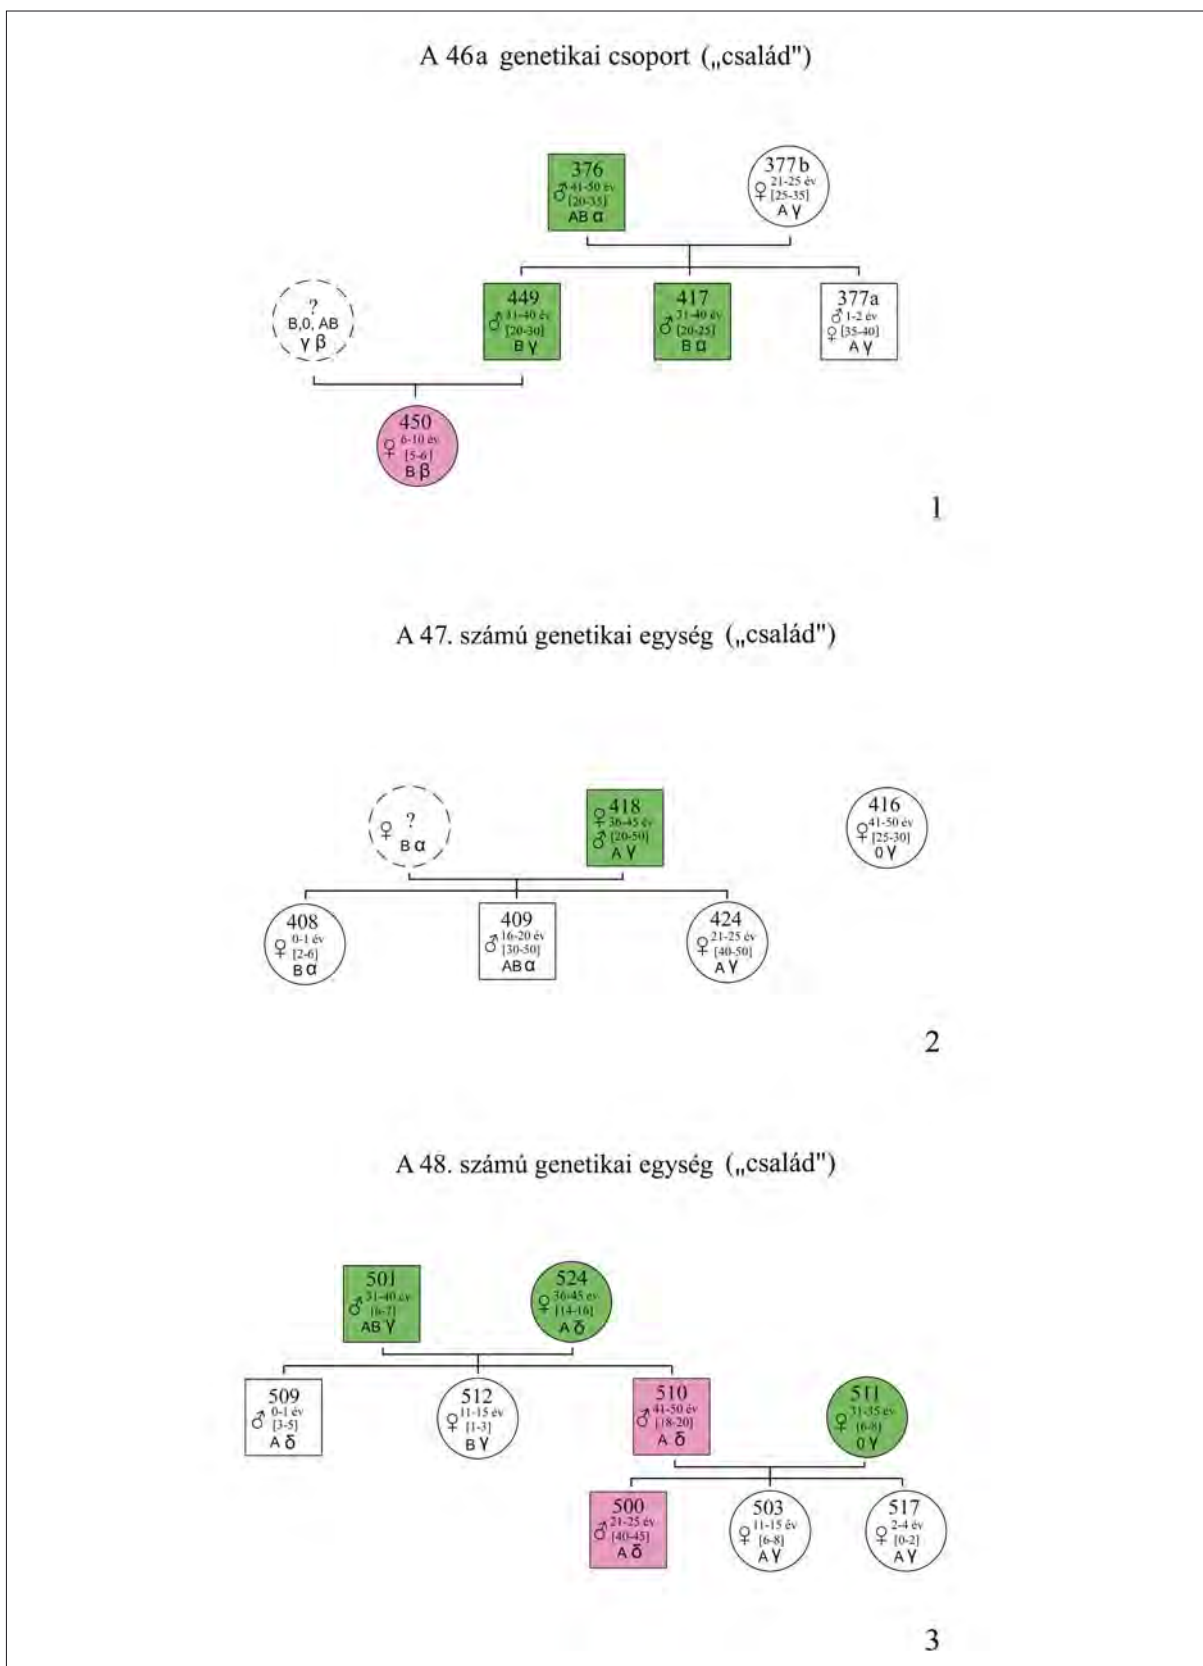 A 46a genetikai csoport („család")
376
♂ 41-50 év
[20-35]
AB α
377b
♀ 21-25 év
[25-35]
A γ
?
B,0, AB
γ β
449
♂ 31-40 év
[20-30]
B γ
417
♂ 31-40 év
[20-25]
B α
377a
♂ 1-2 év
♀ [35-40]
A γ
450
♀ 6-10 év
[5-6]
B β
1
A 47. számú genetikai egység („család")
♀ ?
B α
418
♀ 36-45 év
♂ [20-50]
A γ
416
♀ 41-50 év
[25-30]
0 γ
408
♀ 0-1 év
[2-6]
B α
409
♂ 16-20 év
[30-50]
AB α
424
♀ 21-25 év
[40-50]
A γ
2
A 48. számú genetikai egység („család")
501
♂ 31-40 év
[6-7]
AB γ
524
♀ 36-45 év
[14-16]
A δ
509
♂ 0-1 év
[3-5]
A δ
512
♀ 11-15 év
[1-3]
B γ
510
♂ 41-50 év
[18-20]
A δ
511
♀ 31-35 év
[6-8]
0 γ
500
♂ 21-25 év
[40-45]
A δ
503
♀ 11-15 év
[6-8]
A γ
517
♀ 2-4 év
[0-2]
A γ
3